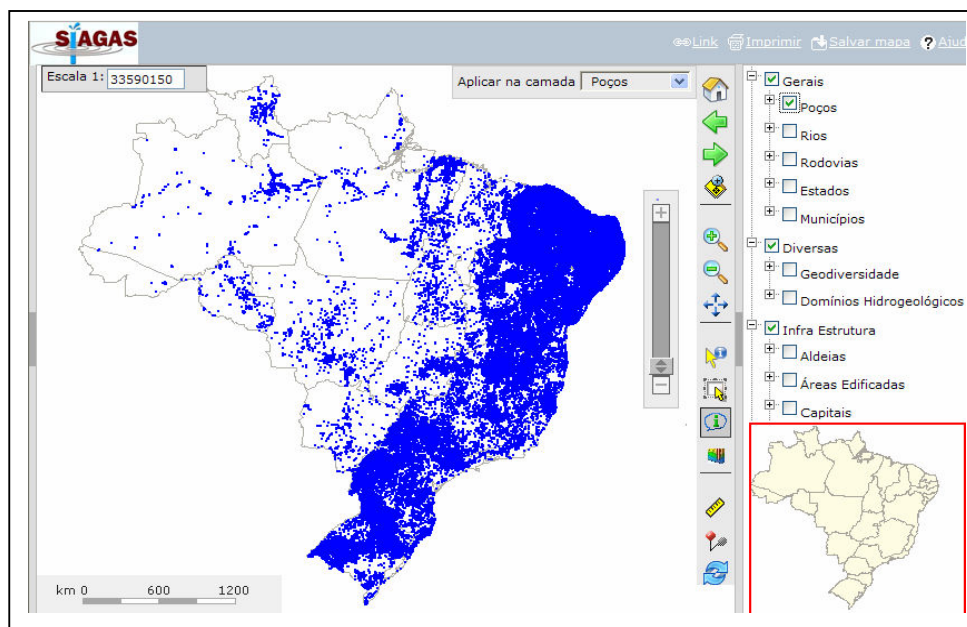 SIAGAS
Link Imprimir Salvar mapa ? Ajud
Escala 1: 33590150
Aplicar na camada Poços
Gerais
Poços
Rios
Rodovias
Estados
Municípios
Diversas
Geodiversidade
Domínios Hidrogeológicos
Infra Estrutura
Aldeias
Áreas Edificadas
Capitais
km 0 600 1200